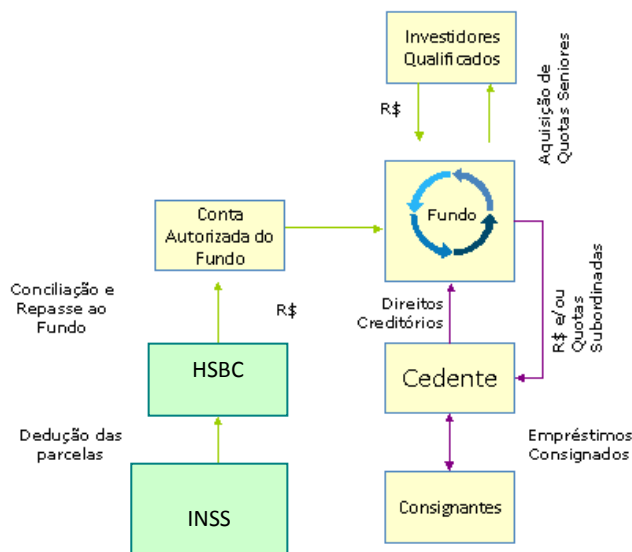 Investidores
Qualificados
R$
Aquisição de
Quotas Seniores
Fundo
Conta
Autorizada do
Fundo
Conciliação e
Repasse ao
Fundo
R$
Direitos
Creditórios
R$ e/ou
Quotas
Subordinadas
HSBC
Cedente
Dedução das
parcelas
Empréstimos
Consignados
INSS
Consignantes